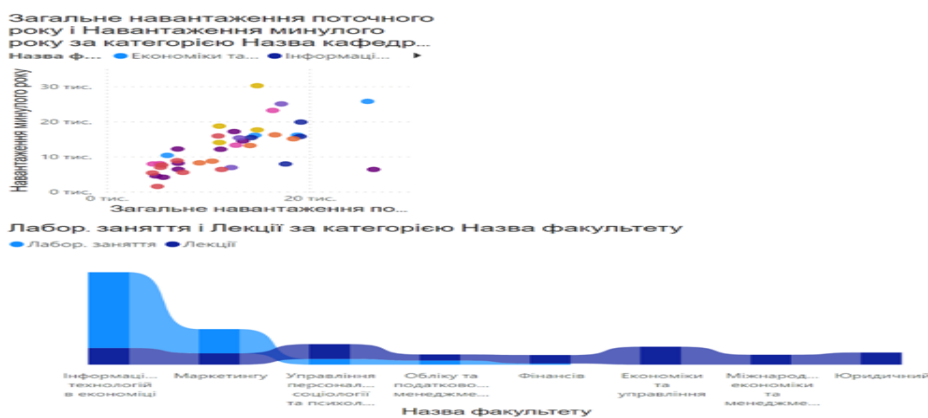 Загальне навантаження поточного
року і Навантаження минулого
року за категорією Назва кафедр...
Назва ф... Економіки та... Інформаці...
Навантаження минулого року
30 тис.
20 тис.
10 тис.
0 тис.
0 тис. 20 тис.
Загальне навантаження по...
Лабор. заняття і Лекції за категорією Назва факультету
Лабор. заняття Лекції
Інформаці...
технологій
в економіці
Маркетингу
Управління
персонал...
соціології
та психол...
Обліку та
податково...
менеджме...
Фінансів
Економіки
та
управління
Міжнарод...
економіки
та
менеджме...
Юридичний
Назва факультету